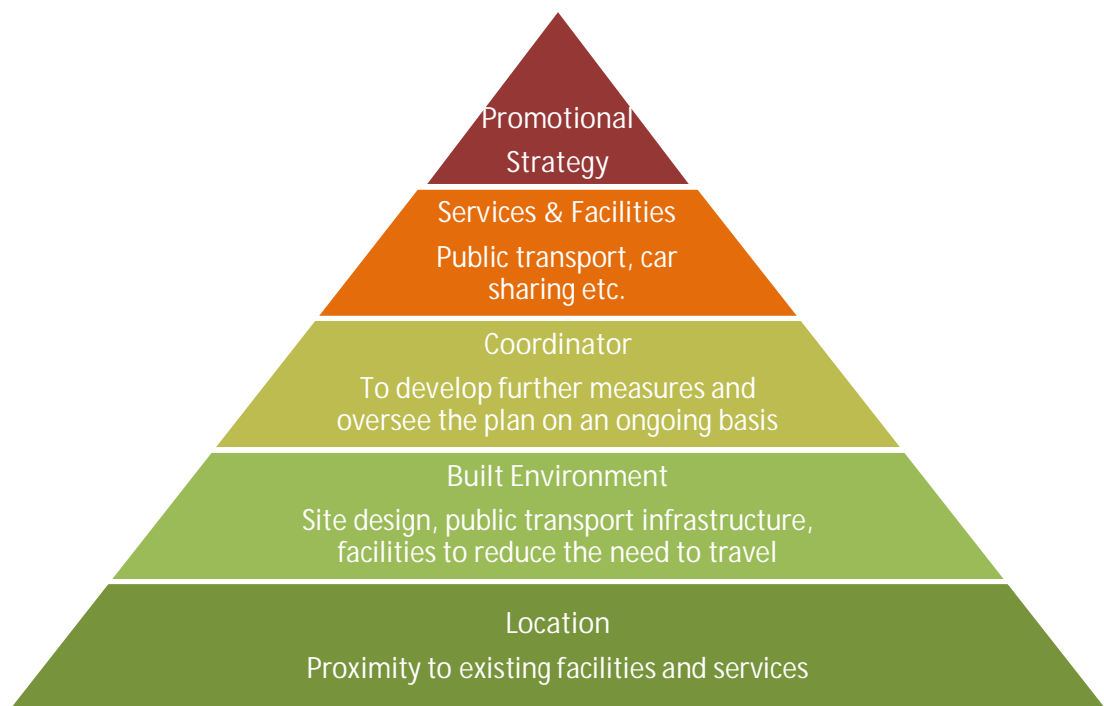 Promotional
Strategy
Services & Facilities
Public transport, car
sharing etc.
Coordinator
To develop further measures and
oversee the plan on an ongoing basis
Built Environment
Site design, public transport infrastructure,
facilities to reduce the need to travel
Location
Proximity to existing facilities and services